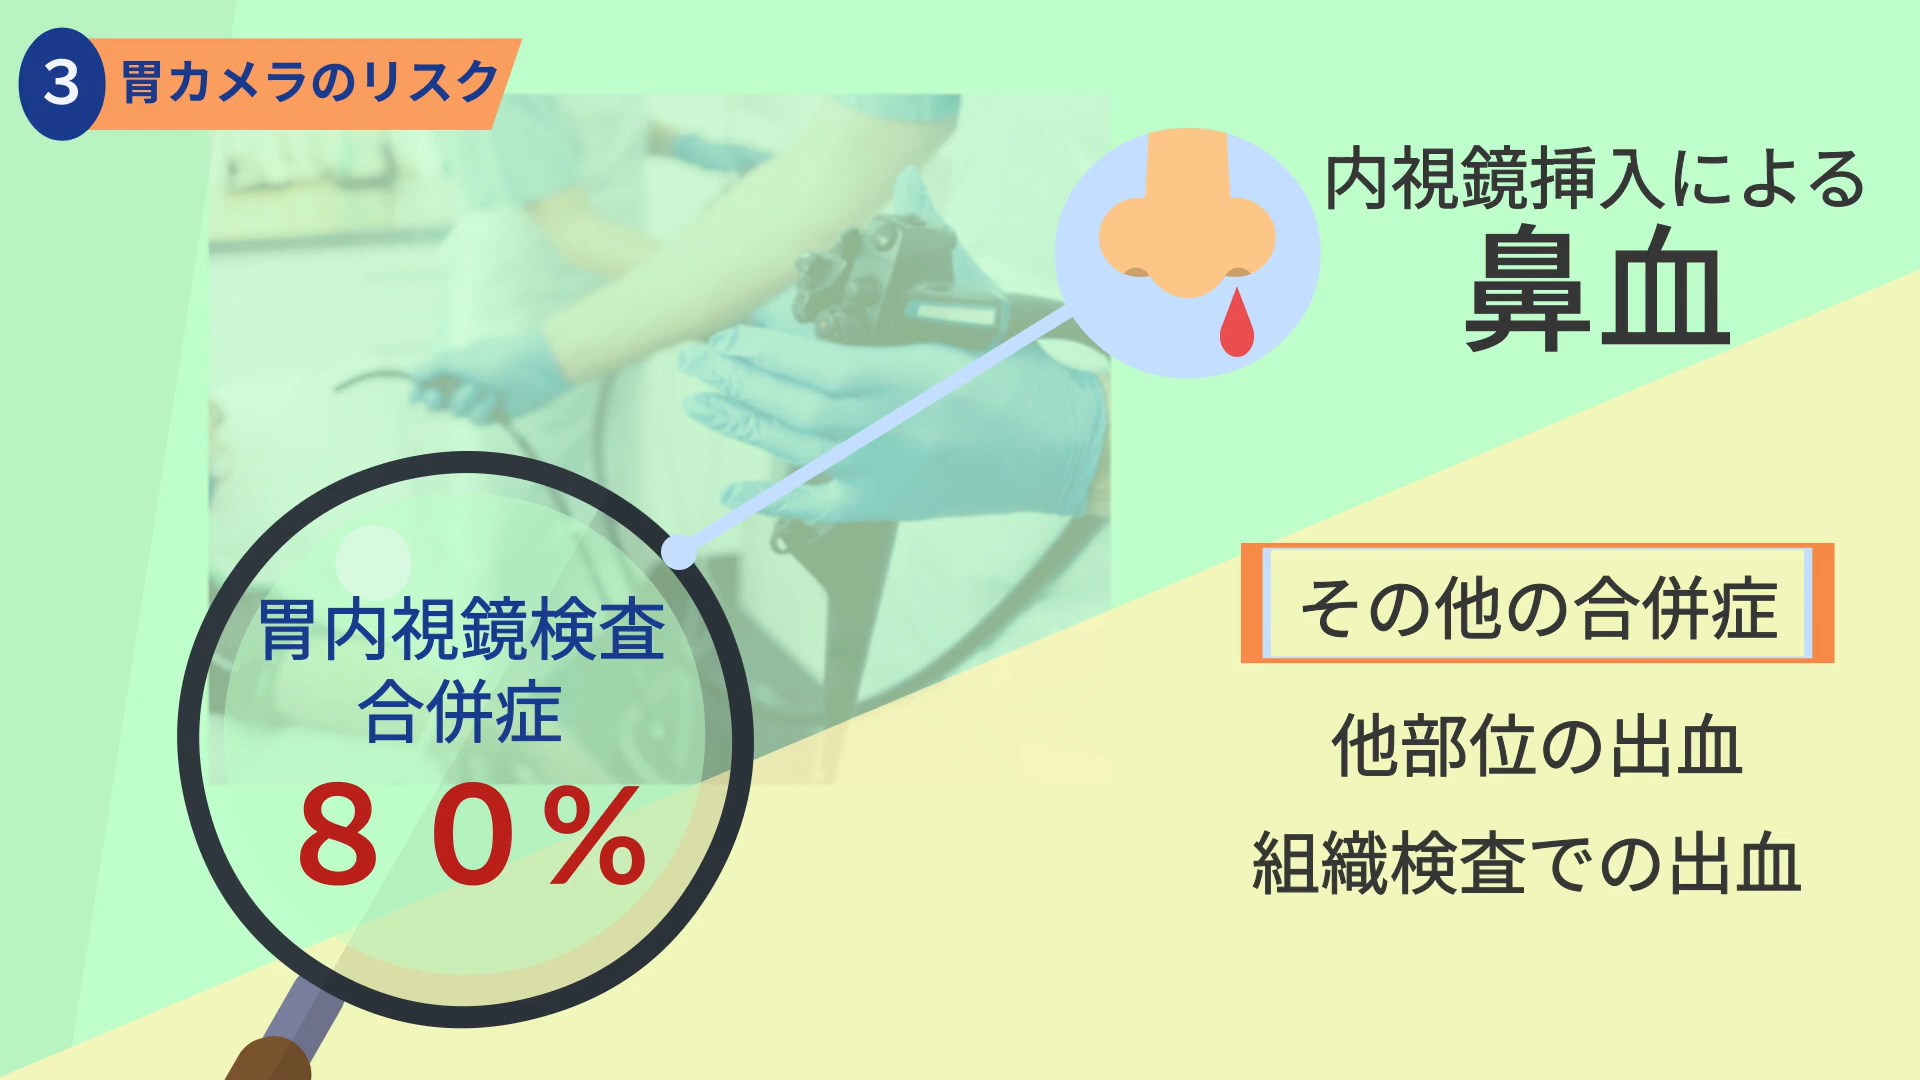 3 胃カメラのリスク
内視鏡挿入による
鼻血
胃内視鏡検査
合併症
80%
その他の合併症
他部位の出血
組織検査での出血